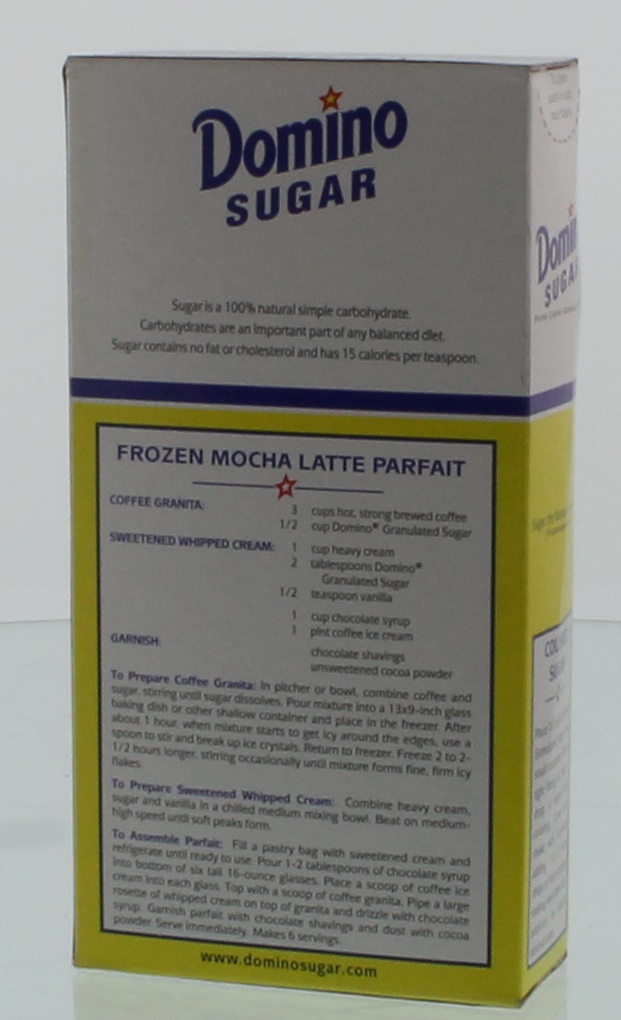 Domino
SUGAR
Sugar is a 100% natural simple carbohydrate.
Carbohydrates are an important part of any balanced diet.
Sugar contains no fat or cholesterol and has 15 calories per teaspoon.
FROZEN MOCHA LATTE PARFAIT
COFFEE GRANITA:
3 cups hot, strong brewed coffee
1/2 cup Domino® Granulated Sugar
SWEETENED WHIPPED CREAM:
1 cup heavy cream
2 tablespoons Domino®
Granulated Sugar
1/2 teaspoon vanilla
1 cup chocolate syrup
1 pint coffee ice cream
GARNISH:
chocolate shavings
unsweetened cocoa powder
To Prepare Coffee Granita: In pitcher or bowl, combine coffee and
sugar, stirring until sugar dissolves. Pour mixture into a 13x9-inch glass
baking dish or other shallow container and place in the freezer. After
about 1 hour, when mixture starts to get icy around the edges, use a
spoon to stir and break up ice crystals. Return to freezer. Freeze 2 to 2-
1/2 hours longer, stirring occasionally until mixture forms fine, firm icy
flakes.
To Prepare Sweetened Whipped Cream: Combine heavy cream,
sugar and vanilla in a chilled medium mixing bowl. Beat on medium-
high speed until soft peaks form.
To Assemble Parfait: Fill a pastry bag with sweetened cream and
refrigerate until ready to use. Pour 1-2 tablespoons of chocolate syrup
into bottom of six tall 16-ounce glasses. Place a scoop of coffee ice
cream into each glass. Top with a scoop of coffee granita. Pipe a large
rosette of whipped cream on top of granita and drizzle with chocolate
syrup. Garnish parfait with chocolate shavings and dust with cocoa
powder. Serve immediately. Makes 6 servings.
www.dominosugar.com
Domin
SUGA